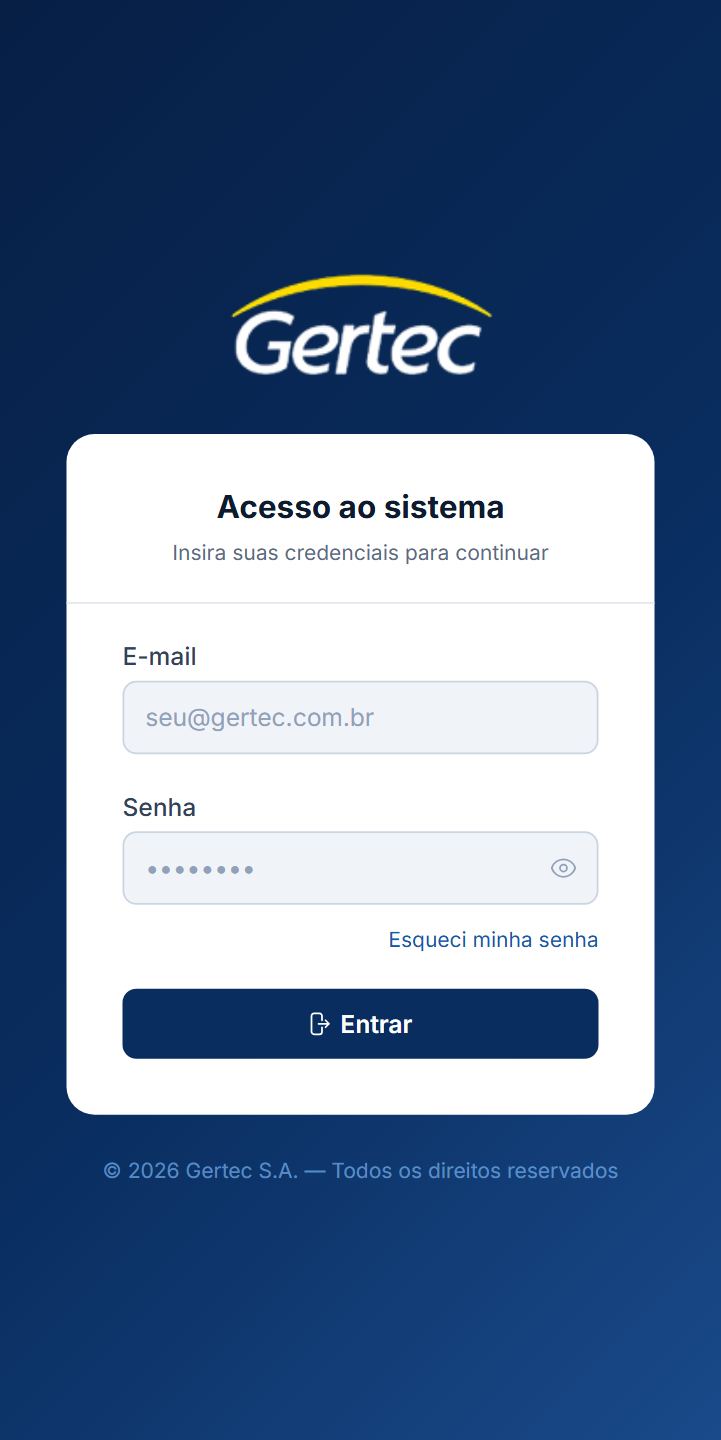 Gertec
Acesso ao sistema
Insira suas credenciais para continuar
E-mail
seu@gertec.com.br
Senha
••••••••
Esqueci minha senha
Entrar
© 2026 Gertec S.A. — Todos os direitos reservados